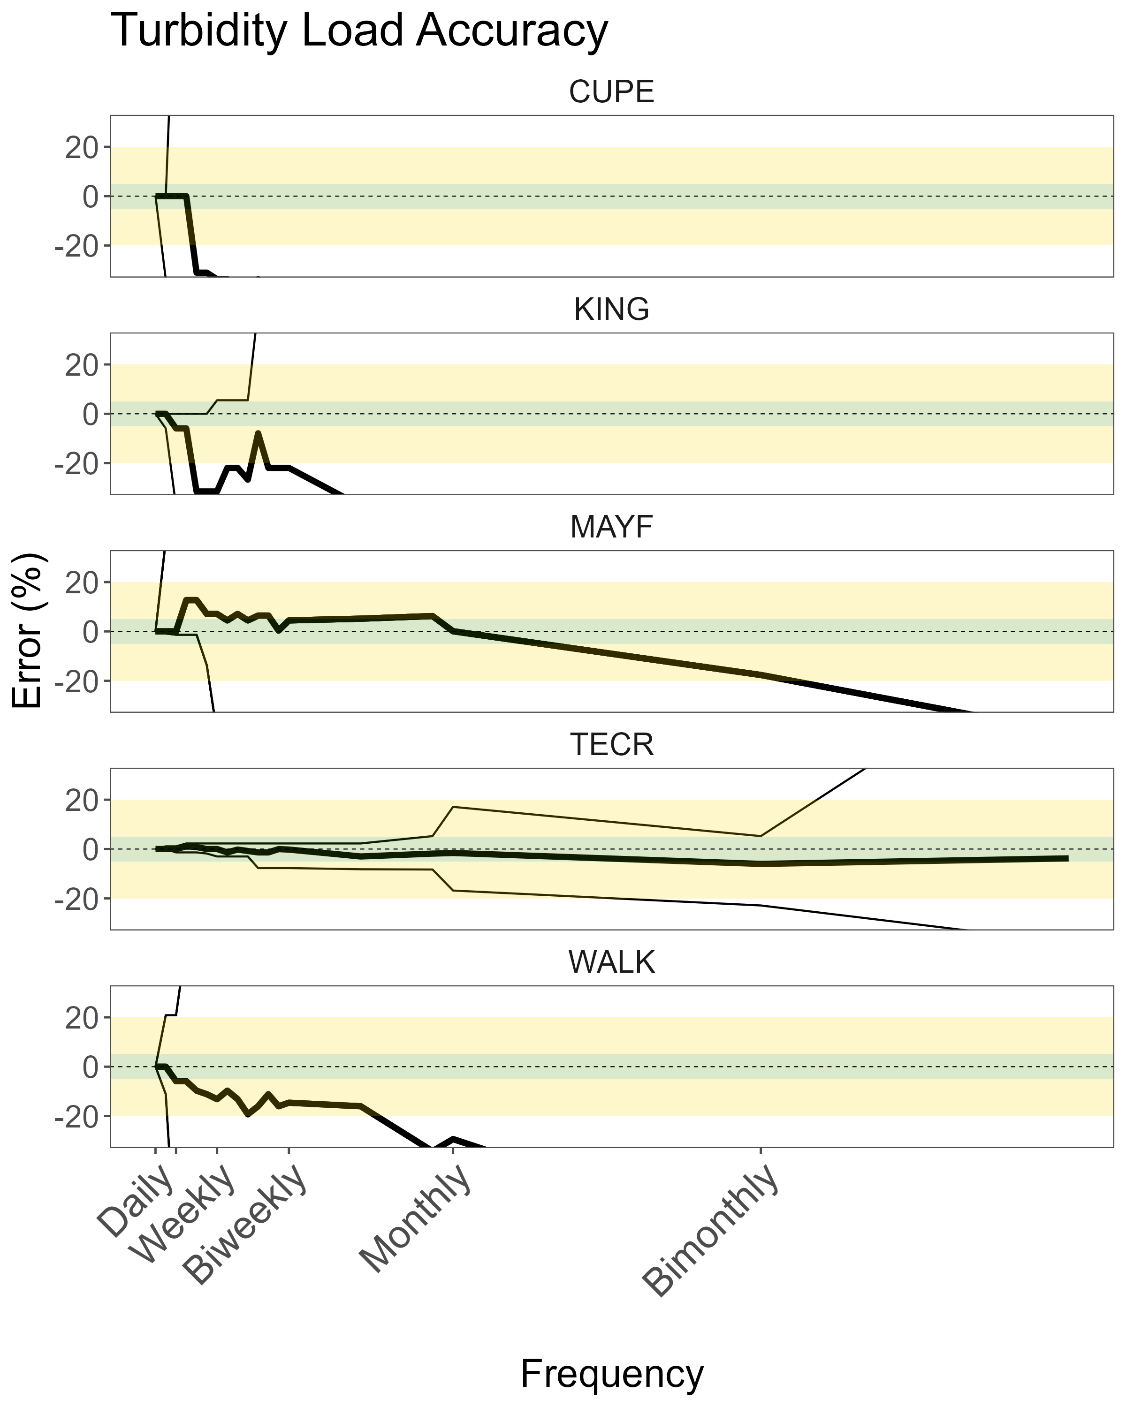 Turbidity Load Accuracy
CUPE
20
0
-20
KING
20
0
-20
MAYF
20
0
-20
TECR
20
0
-20
WALK
20
0
-20
Error (%)
Daily
Weekly
Biweekly
Monthly
Bimonthly
Frequency